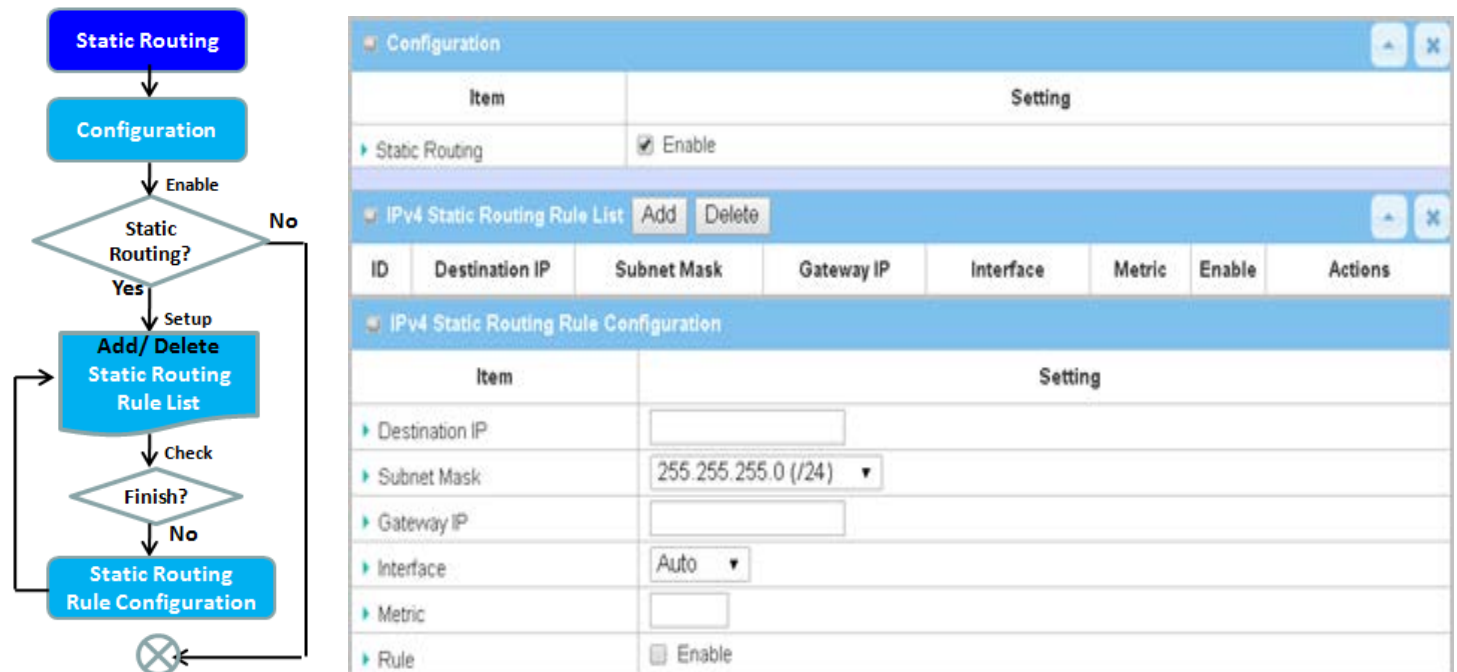 Static Routing
Configuration
Enable
Static
Routing?
No
Yes
Setup
Add/ Delete
Static Routing
Rule List
Check
Finish?
No
Static Routing
Rule Configuration
Configuration
Item Setting
Static Routing Enable
IPv4 Static Routing Rule List Add Delete
ID Destination IP Subnet Mask Gateway IP Interface Metric Enable Actions
IPv4 Static Routing Rule Configuration
Item Setting
Destination IP
Subnet Mask 255.255.255.0 (/24)
Gateway IP
Interface Auto
Metric
Rule Enable